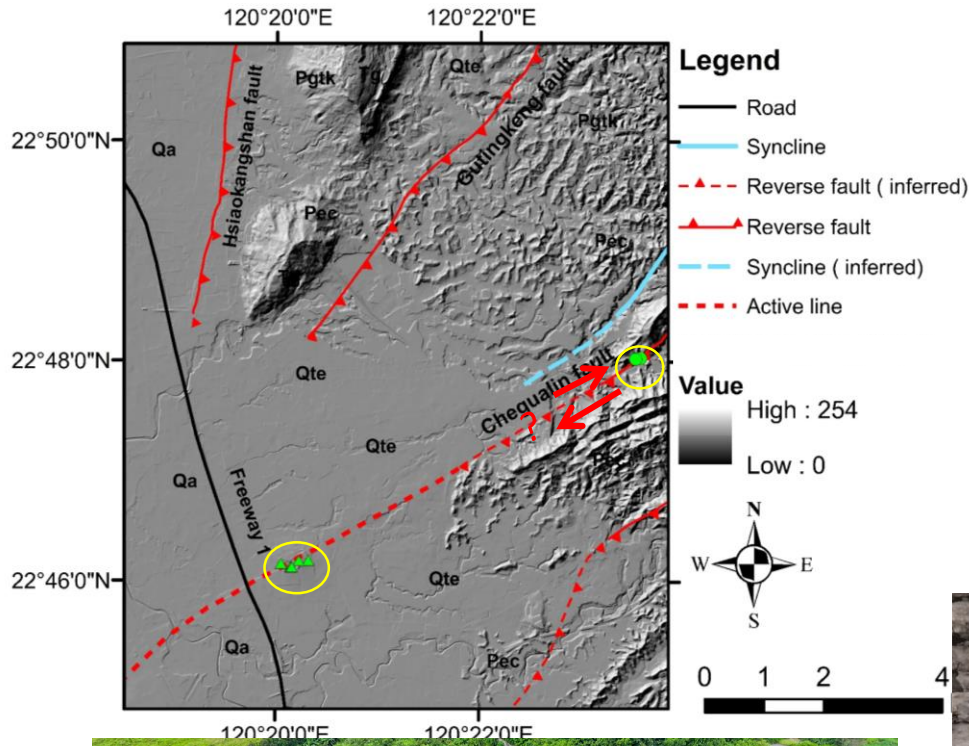 120°20'0"E 120°22'0"E
22°50'0"N
22°48'0"N
22°46'0"N
120°20'0"E 120°22'0"E
Pgtk
Tg
Qte
Qa
Hsiaokangshan fault
Gutingkeng fault
Pgtk
Pec
Pec
Qte
Chequalin fault
?
Qte
Qa
Freeway 1
Qte
Qa
Pec
Legend
Road
Syncline
Reverse fault ( inferred)
Reverse fault
Syncline ( inferred)
Active line
Value
High : 254
Low : 0
N
W E
S
0 1 2 4